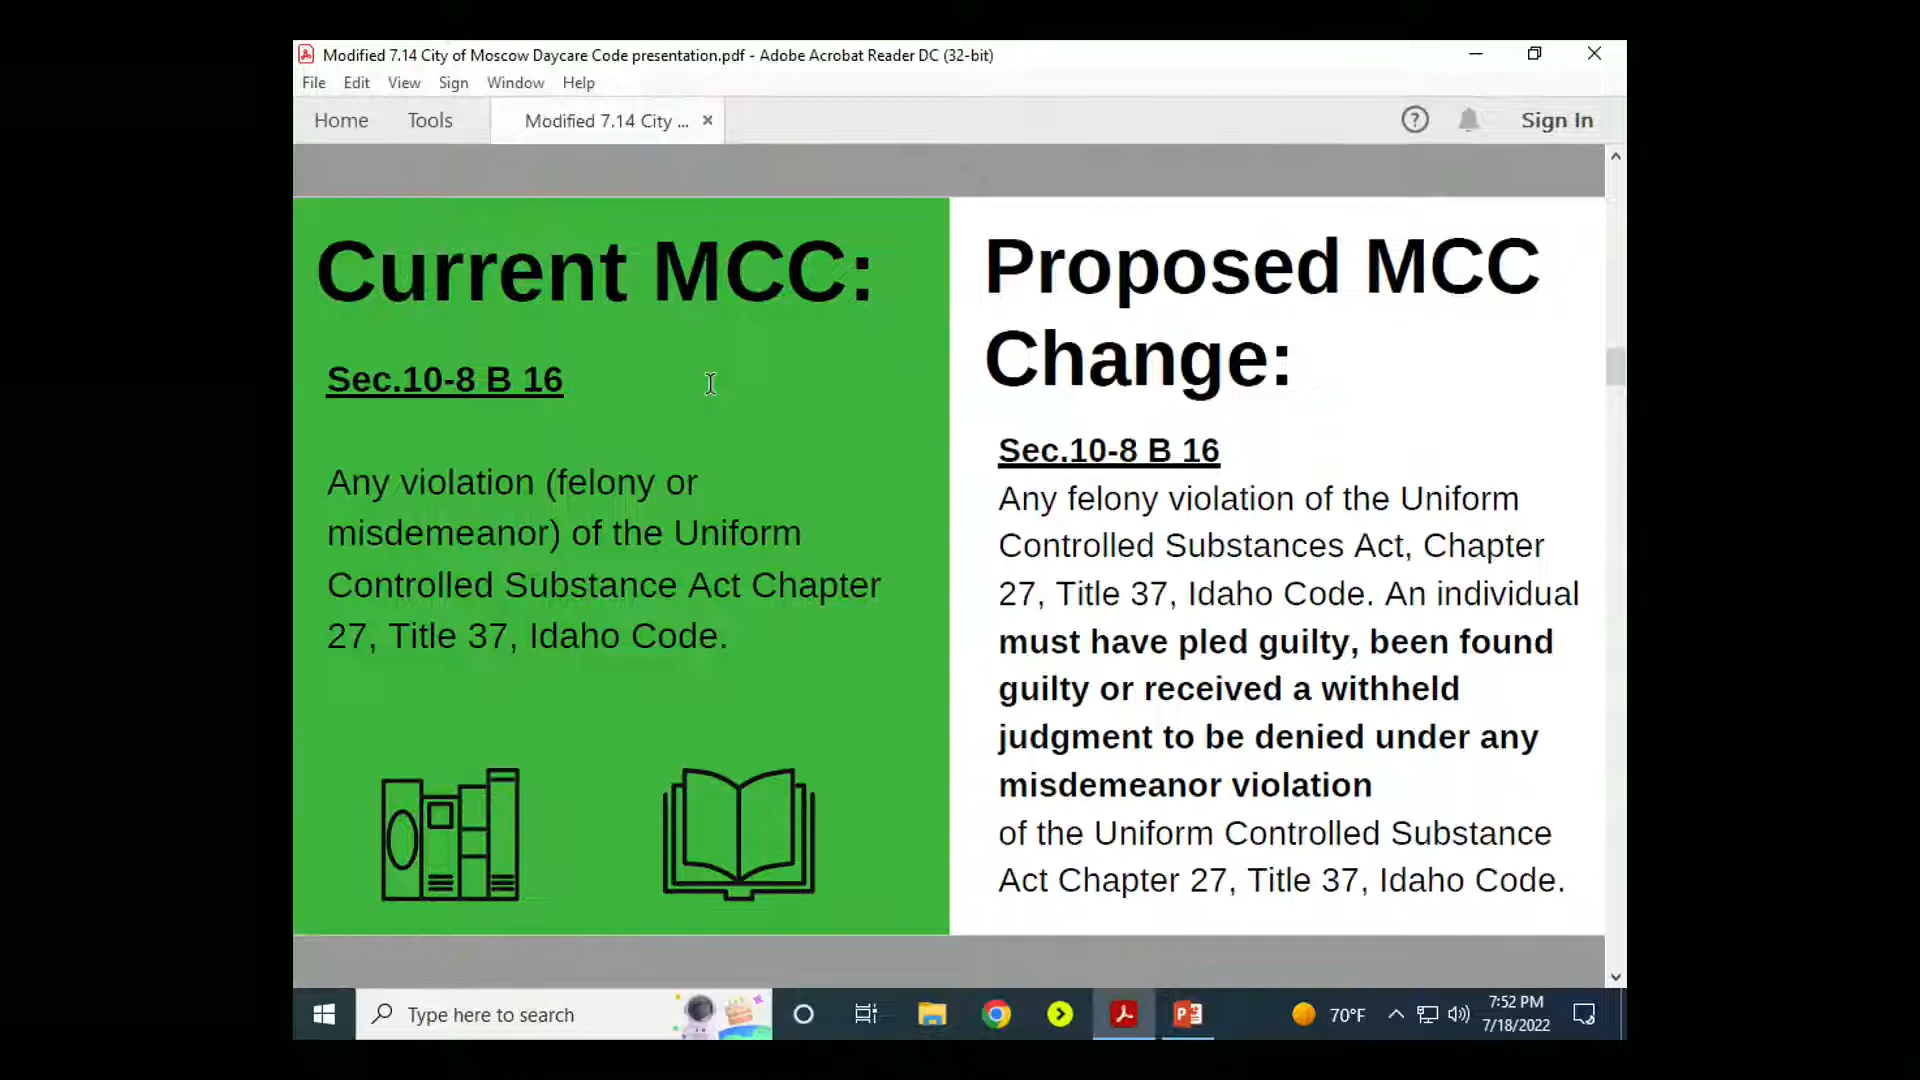 Modified 7.14 City of Moscow Daycare Code presentation.pdf - Adobe Acrobat Reader DC (32-bit)
File Edit View Sign Window Help
Home Tools Modified 7.14 City ... × ? Sign In
Current MCC:
Sec.10-8 B 16
Any violation (felony or
misdemeanor) of the Uniform
Controlled Substance Act Chapter
27, Title 37, Idaho Code.
Proposed MCC
Change:
Sec.10-8 B 16
Any felony violation of the Uniform
Controlled Substances Act, Chapter
27, Title 37, Idaho Code. An individual
must have pled guilty, been found
guilty or received a withheld
judgment to be denied under any
misdemeanor violation
of the Uniform Controlled Substance
Act Chapter 27, Title 37, Idaho Code.
Type here to search
70°F
7:52 PM
7/18/2022